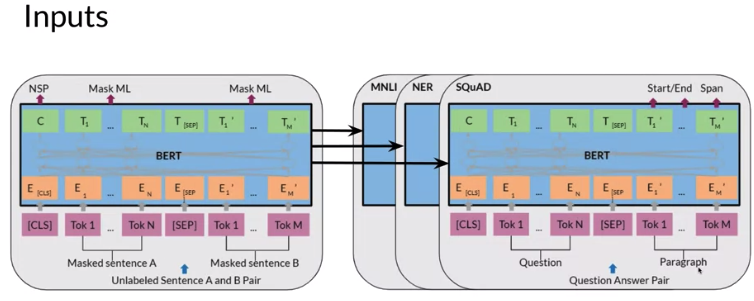 Inputs
NSP Mask ML Mask ML
C T1 ... TN T[SEP] T1' ... TM'
BERT
E[CLS] E1 ... EN E[SEP E1' ... EM'
[CLS] Tok 1 ... Tok N [SEP] Tok 1 ... Tok M
Masked sentence A Masked sentence B
Unlabeled Sentence A and B Pair
MNLI NER SQuAD
Start/End Span
C T1 ... TN T[SEP] T1' ... TM'
BERT
E[CLS] E1 ... EN E[SEP E1' ... EM'
[CLS] Tok 1 ... Tok N [SEP] Tok 1 ... Tok M
Question Paragraph
Question Answer Pair